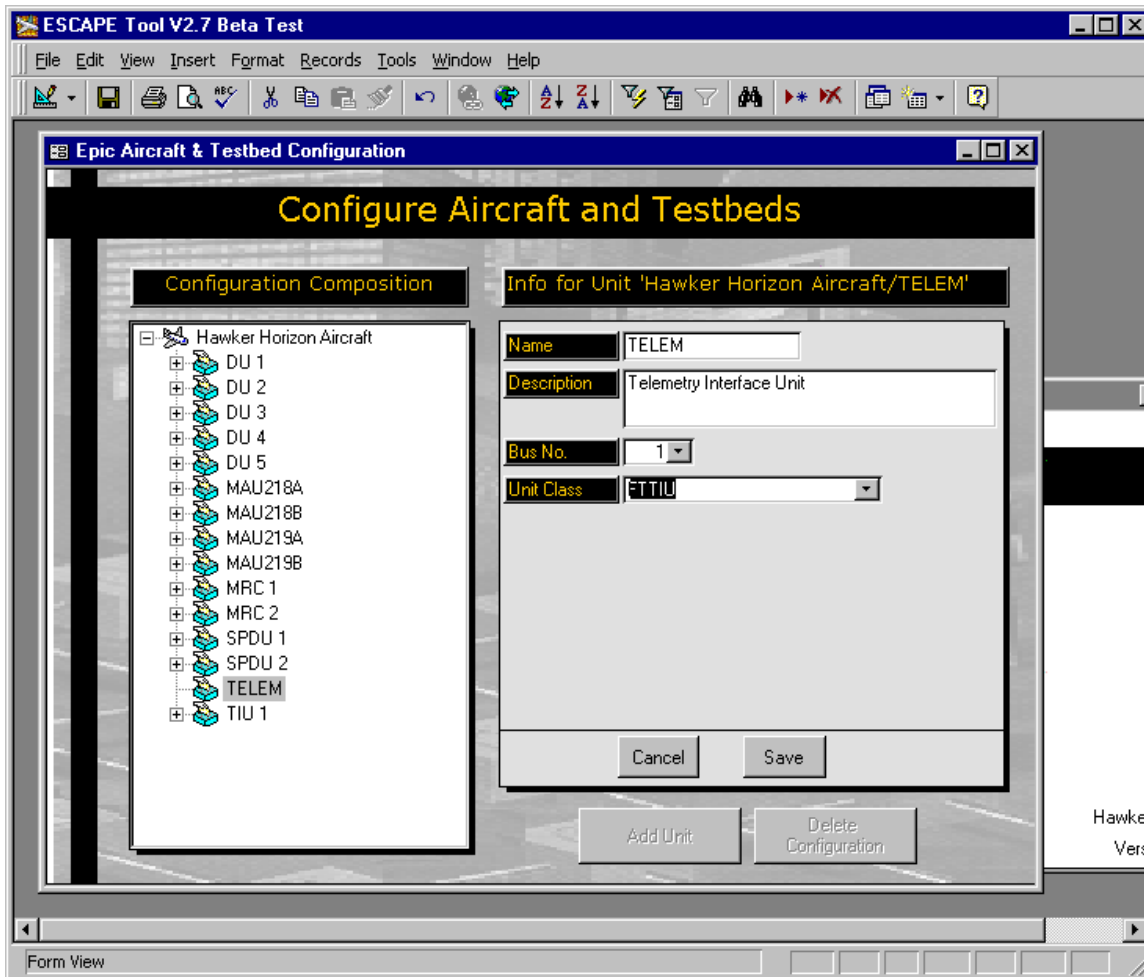 ESCAPE Tool V2.7 Beta Test
File Edit View Insert Format Records Tools Window Help
Epic Aircraft & Testbed Configuration
Configure Aircraft and Testbeds
Configuration Composition
Info for Unit 'Hawker Horizon Aircraft/TELEM'
Hawker Horizon Aircraft
DU 1
DU 2
DU 3
DU 4
DU 5
MAU218A
MAU218B
MAU219A
MAU219B
MRC 1
MRC 2
SPDU 1
SPDU 2
TELEM
TIU 1
Name TELEM
Description Telemetry Interface Unit
Bus No. 1
Unit Class FTTIU
Cancel Save
Add Unit
Delete
Configuration
Hawke
Vers
Form View